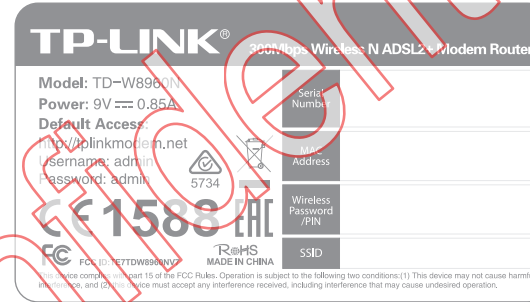 TP-LINK®
300Mbps Wireless N ADSL2+ Modem Router
Model: TD-W8960N
Power: 9V ⎓ 0.85A
Default Access:
http://tplinkmodem.net
Username: admin
Password: admin
5734
CE1588 EAC
FC FCC ID:TE7TDW8960NV7
RoHS
MADE IN CHINA
Serial
Number
MAC
Address
Wireless
Password
/PIN
SSID
This device complies with part 15 of the FCC Rules. Operation is subject to the following two conditions:(1) This device may not cause harmf
interference, and (2) this device must accept any interference received, including interference that may cause undesired operation.